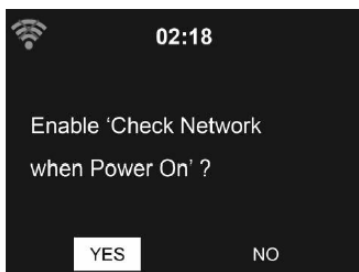 02:18
Enable ‘Check Network
when Power On’ ?
YES NO